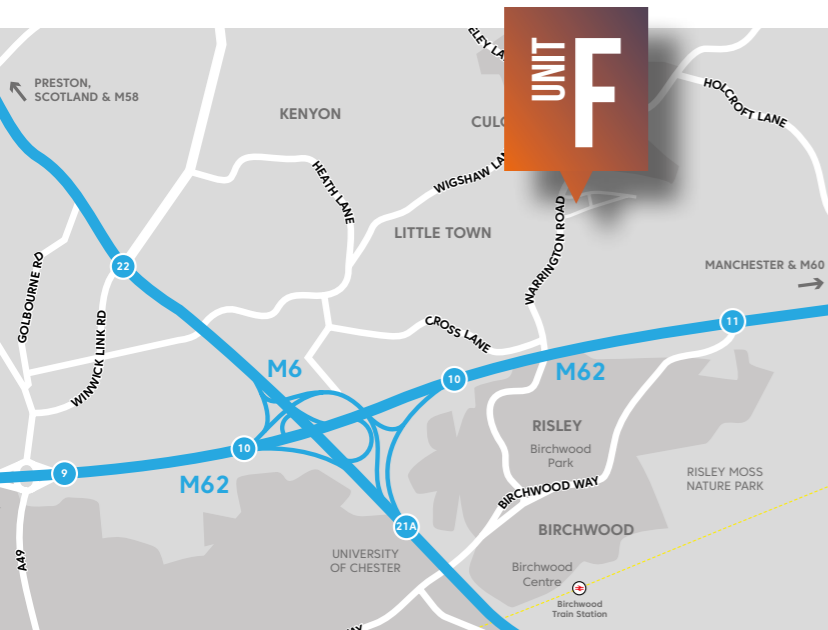 UNIT
F
PRESTON,
SCOTLAND & M58
KENYON
HOLCROFT LANE
HEATH LANE
WIGSHAW
LITTLE TOWN
WARRINGTON ROAD
MANCHESTER & M60
GOLBOURNE RD
22
WINWICK LINK RD
CROSS LANE
11
M6
10
M62
RISLEY
Birchwood
Park
10
9
M62
BIRCHWOOD WAY
RISLEY MOSS
NATURE PARK
21A
BIRCHWOOD
A49
UNIVERSITY
OF CHESTER
Birchwood
Centre
Birchwood
Train Station